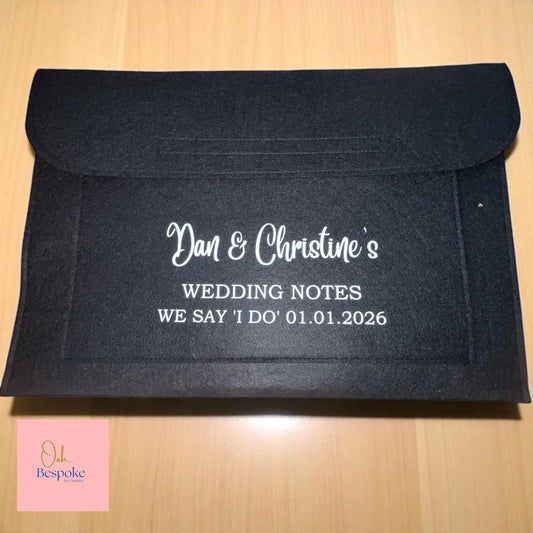 Dan & Christine's
WEDDING NOTES
WE SAY 'I DO' 01.01.2026
Ooh...
Bespoke